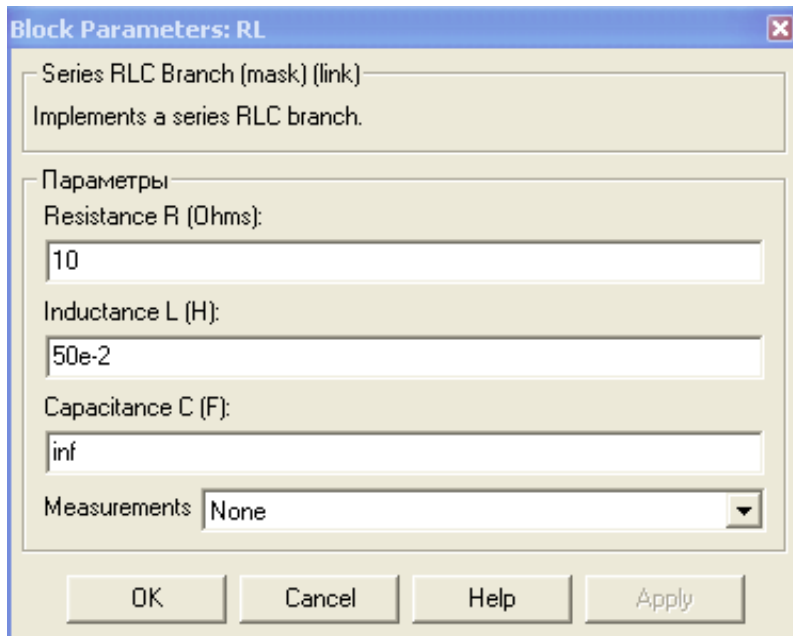 Block Parameters: RL
Series RLC Branch (mask) (link)
Implements a series RLC branch.
Параметры
Resistance R (Ohms):
10
Inductance L (H):
50e-2
Capacitance C (F):
inf
Measurements None
OK Cancel Help Apply